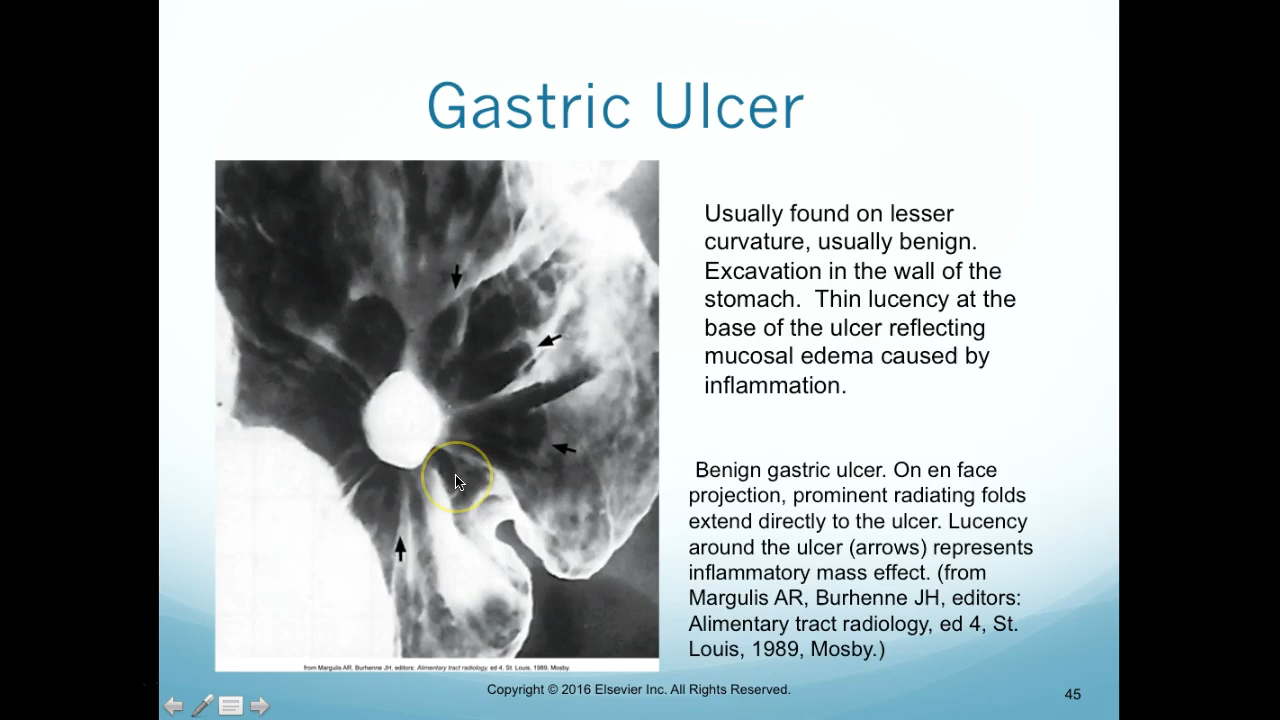 Gastric Ulcer
Usually found on lesser
curvature, usually benign.
Excavation in the wall of the
stomach.  Thin lucency at the
base of the ulcer reflecting
mucosal edema caused by
inflammation.
Benign gastric ulcer. On en face
projection, prominent radiating folds
extend directly to the ulcer. Lucency
around the ulcer (arrows) represents
inflammatory mass effect. (from
Margulis AR, Burhenne JH, editors:
Alimentary tract radiology, ed 4, St.
Louis, 1989, Mosby.)
from Margulis AR, Burhenne JH, editors: Alimentary tract radiology, ed 4, St. Louis, 1989, Mosby.
Copyright © 2016 Elsevier Inc. All Rights Reserved.
45